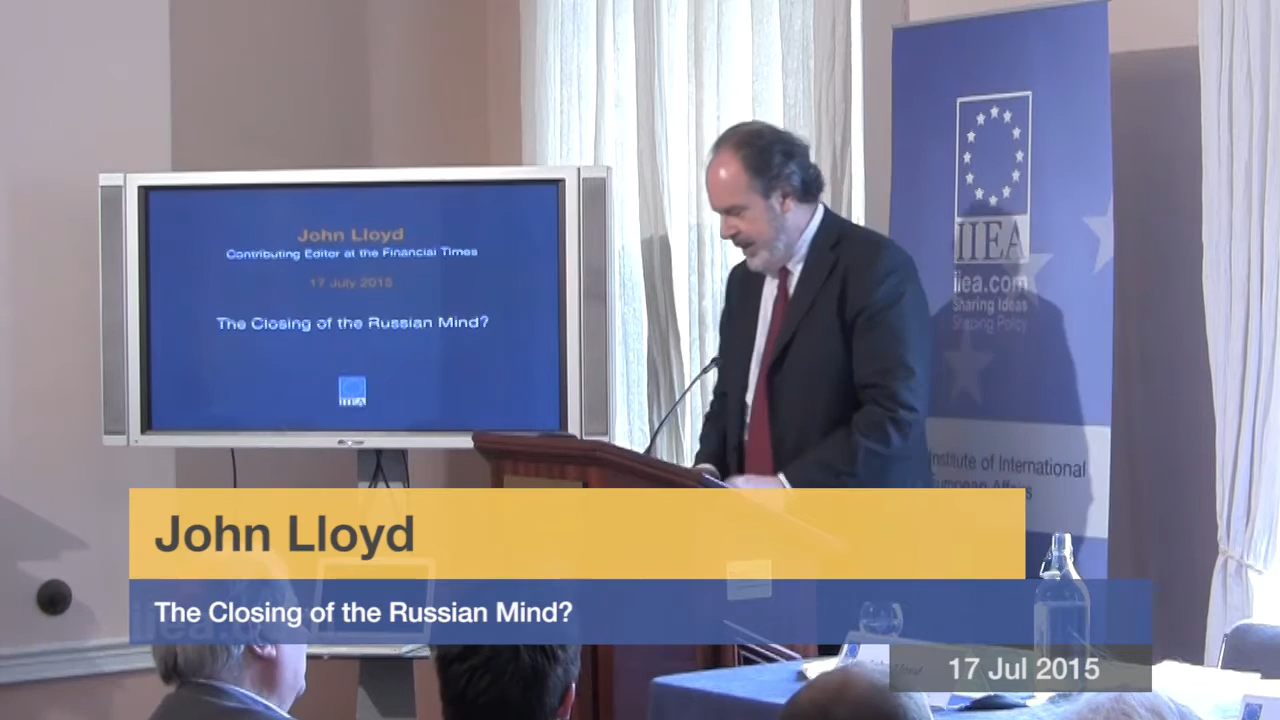 John Lloyd
Contributing Editor at the Financial Times
17 July 2015
The Closing of the Russian Mind?
IIEA
IIEA
iiea.com
Sharing Ideas
Shaping Policy
Institute of International
European Affairs
John Lloyd
The Closing of the Russian Mind?
17 Jul 2015